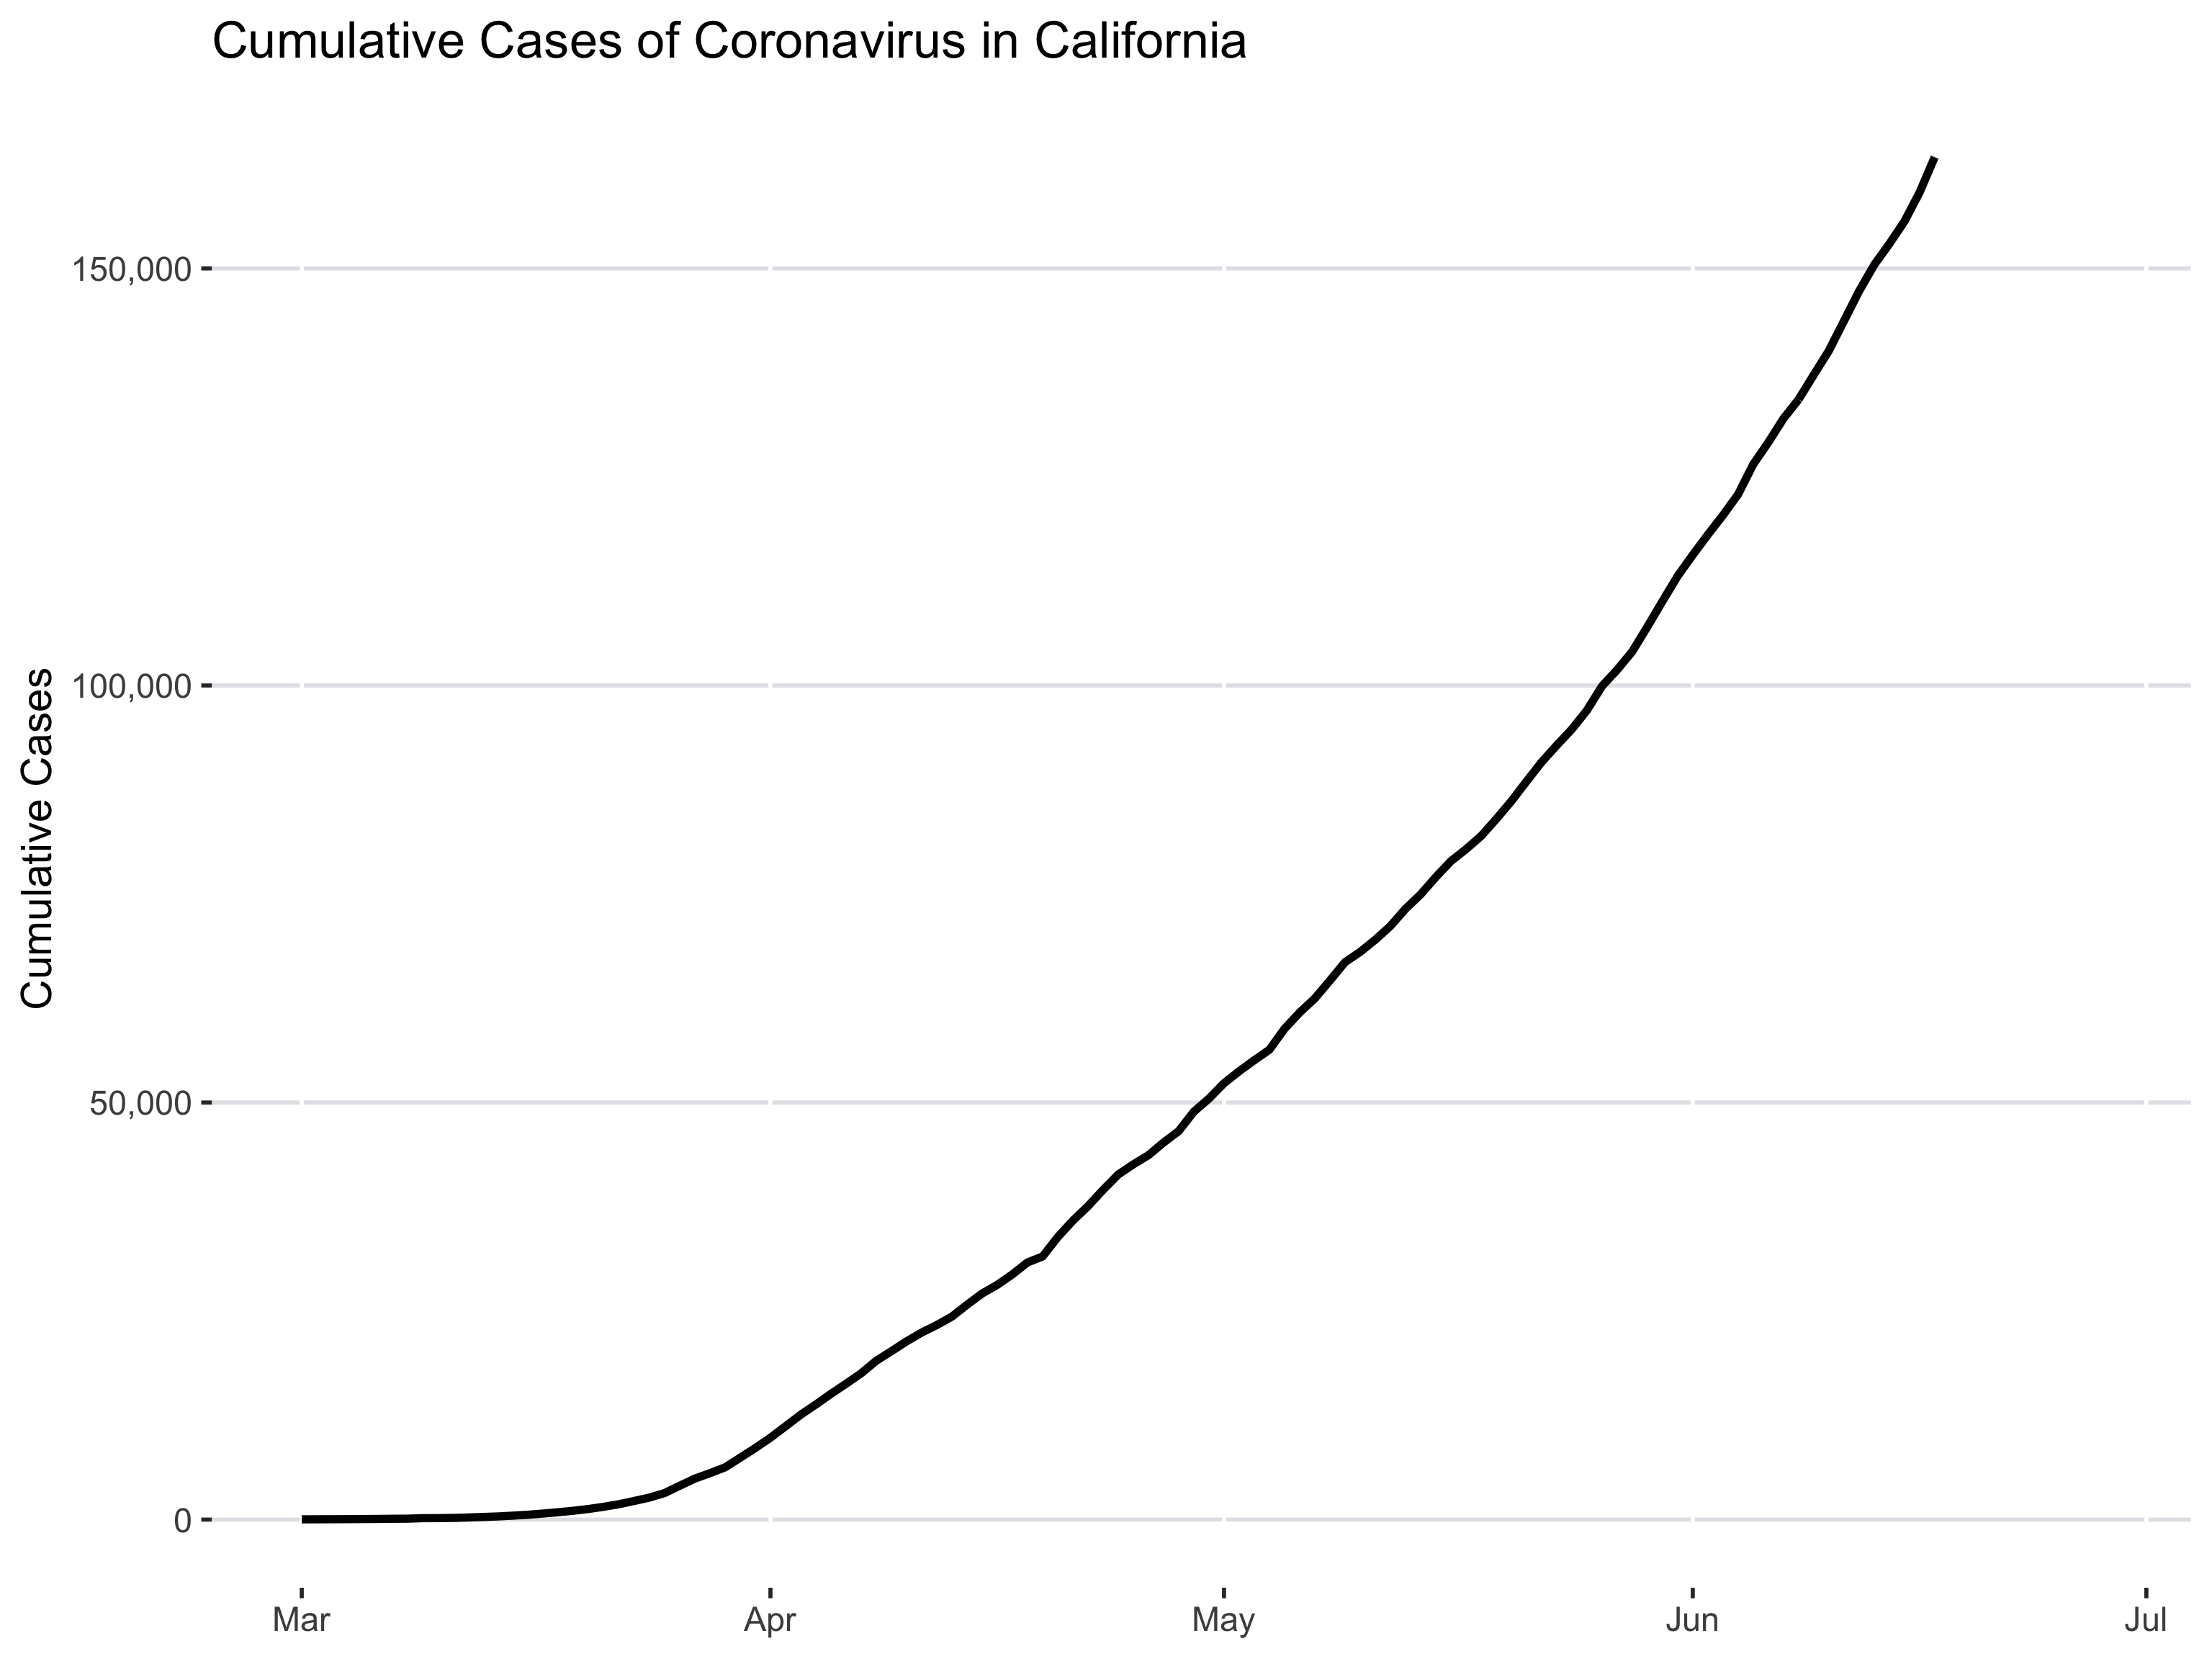 Cumulative Cases of Coronavirus in California
Cumulative Cases
150,000
100,000
50,000
0
Mar Apr May Jun Jul